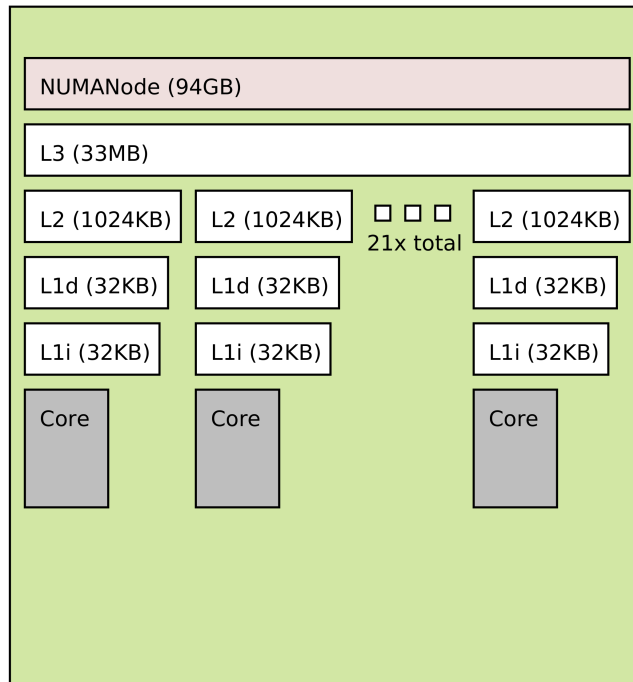 NUMANode (94GB)
L3 (33MB)
L2 (1024KB) L2 (1024KB) L2 (1024KB)
21x total
L1d (32KB) L1d (32KB) L1d (32KB)
L1i (32KB) L1i (32KB) L1i (32KB)
Core Core Core